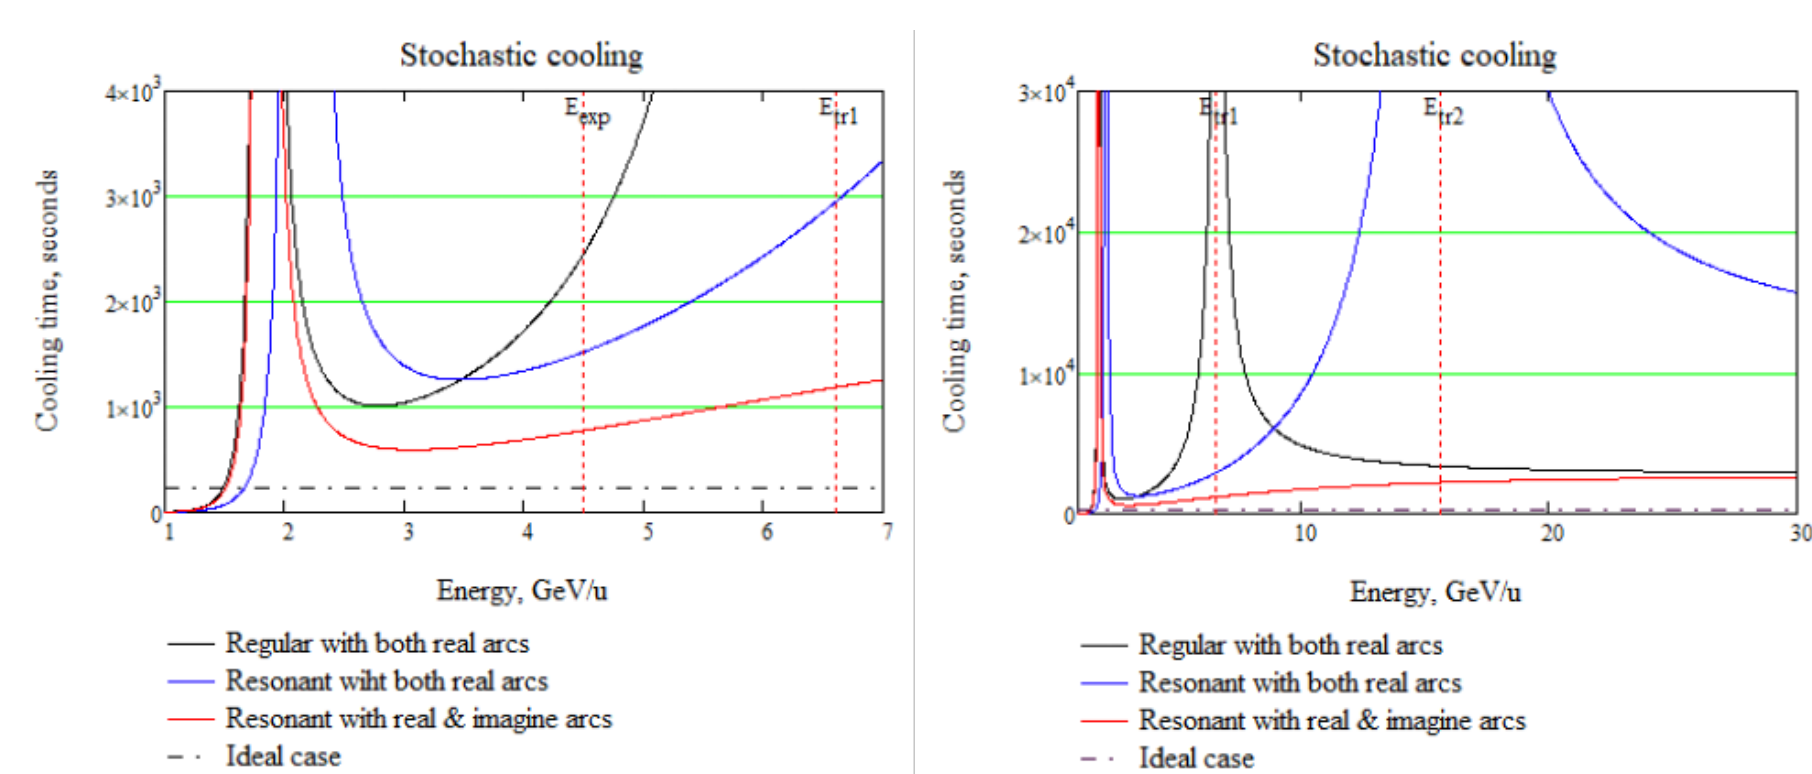 Stochastic cooling
4×10³
3×10³
2×10³
1×10³
0
Cooling time, seconds
E_exp
E_tr1
1 2 3 4 5 6 7
Energy, GeV/u
Regular with both real arcs
Resonant wiht both real arcs
Resonant with real & imagine arcs
Ideal case
Stochastic cooling
3×10⁴
2×10⁴
1×10⁴
0
Cooling time, seconds
E_tr1
E_tr2
10 20 30
Energy, GeV/u
Regular with both real arcs
Resonant with both real arcs
Resonant with real & imagine arcs
Ideal case